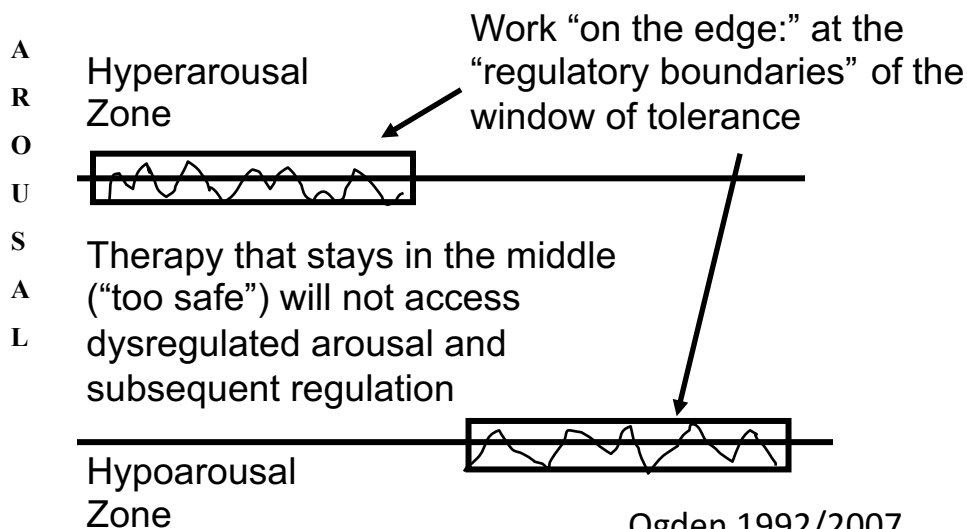 AROUSAL
Work “on the edge:” at the
“regulatory boundaries” of the
window of tolerance
Hyperarousal
Zone
Therapy that stays in the middle
(“too safe”) will not access
dysregulated arousal and
subsequent regulation
Hypoarousal
Zone
Ogden 1992/2007